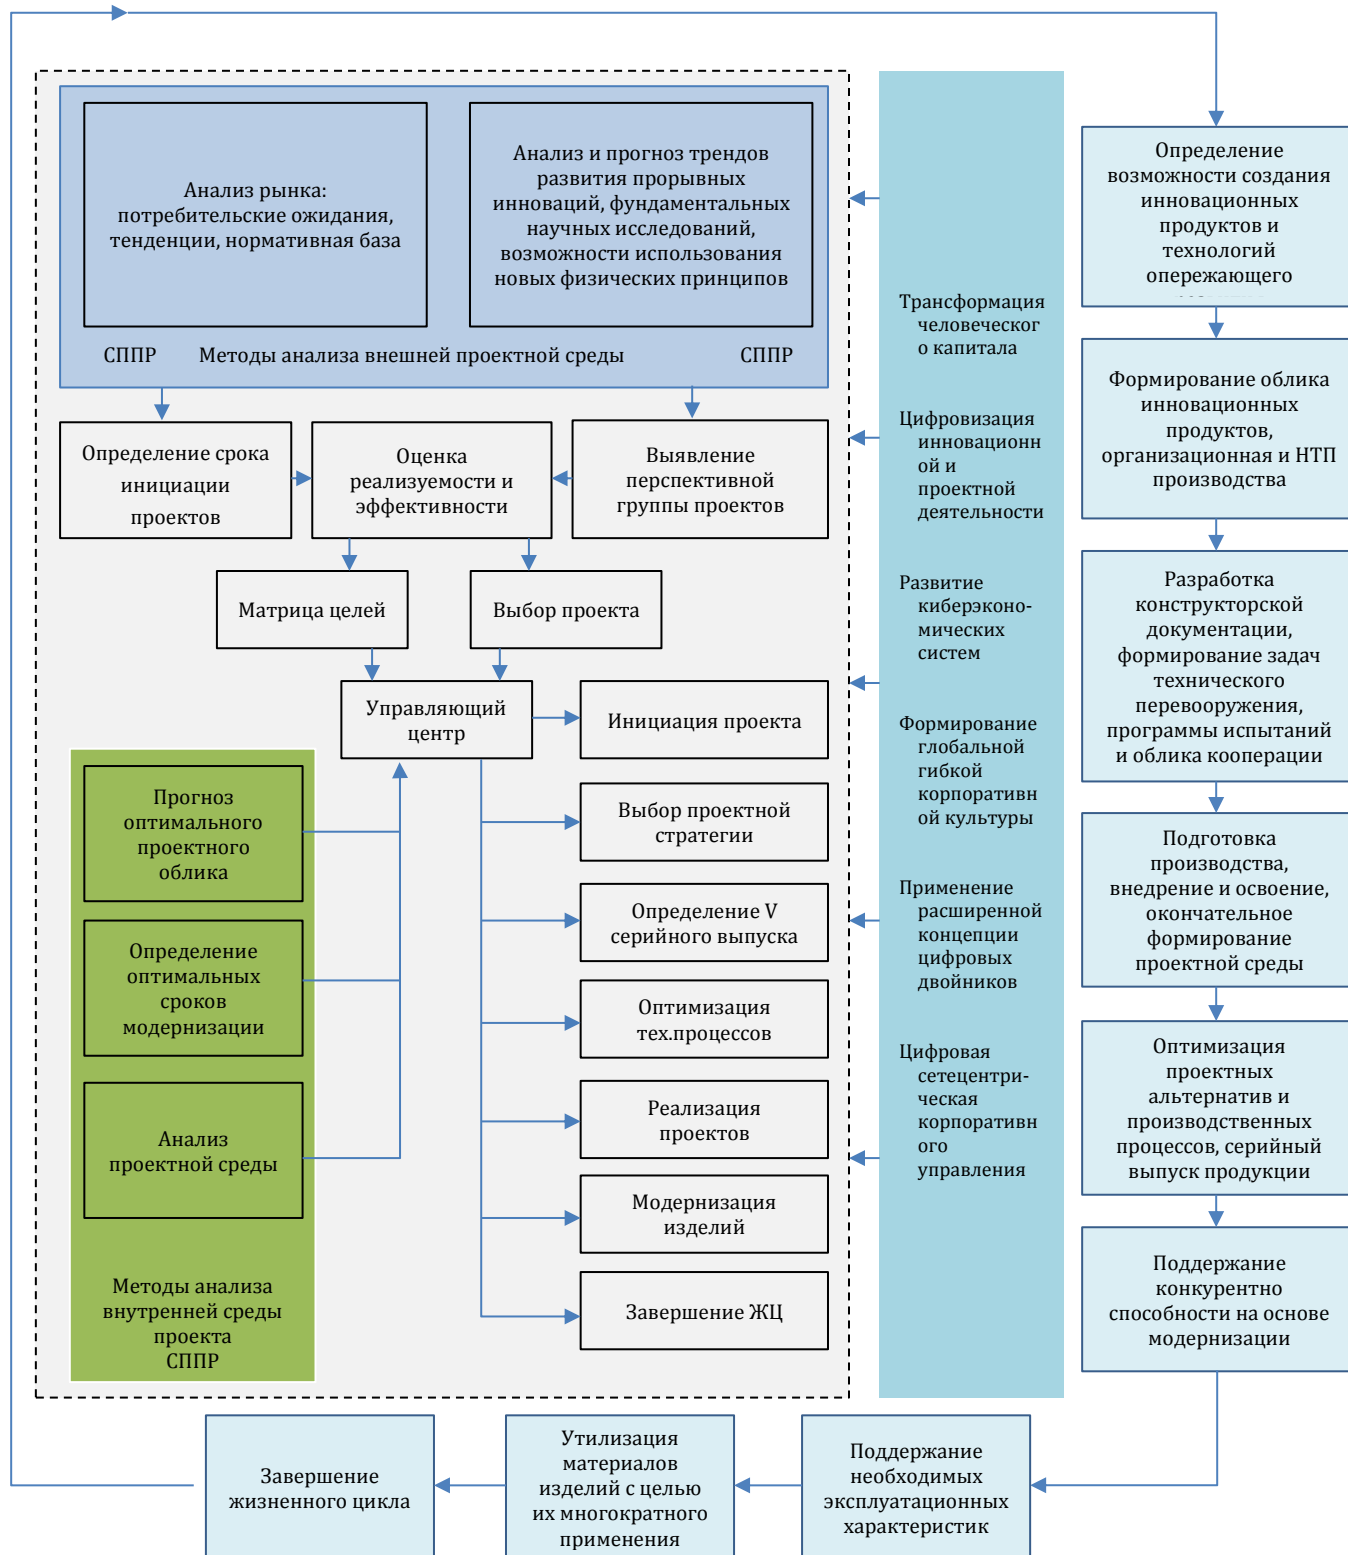 Анализ рынка:
потребительские ожидания,
тенденции, нормативная база
Анализ и прогноз трендов
развития прорывных
инноваций, фундаментальных
научных исследований,
возможности использования
новых физических принципов
СППР
Методы анализа внешней проектной среды
СППР
Определение срока
инициации
проектов
Оценка
реализуемости и
эффективности
Выявление
перспективной
группы проектов
Матрица целей
Выбор проекта
Управляющий
центр
Инициация проекта
Выбор проектной
стратегии
Определение V
серийного выпуска
Оптимизация
тех.процессов
Реализация
проектов
Модернизация
изделий
Завершение ЖЦ
Прогноз
оптимального
проектного
облика
Определение
оптимальных
сроков
модернизации
Анализ
проектной среды
Методы анализа
внутренней среды
проекта
СППР
Трансформация
человеческог
о капитала
Цифровизация
инновационн
ой и
проектной
деятельности
Развитие
киберэконо-
мических
систем
Формирование
глобальной
гибкой
корпоративн
ой культуры
Применение
расширенной
концепции
цифровых
двойников
Цифровая
сетецентри-
ческая
корпоративн
ого
управления
Определение
возможности создания
инновационных
продуктов и
технологий
опережающего
Формирование облика
инновационных
продуктов,
организационная и НТП
производства
Разработка
конструкторской
документации,
формирование задач
технического
перевооружения,
программы испытаний
и облика кооперации
Подготовка
производства,
внедрение и освоение,
окончательное
формирование
проектной среды
Оптимизация
проектных
альтернатив и
производственных
процессов, серийный
выпуск продукции
Поддержание
конкурентно
способности на основе
модернизации
Поддержание
необходимых
эксплуатационных
характеристик
Утилизация
материалов
изделий с целью
их многократного
применения
Завершение
жизненного цикла